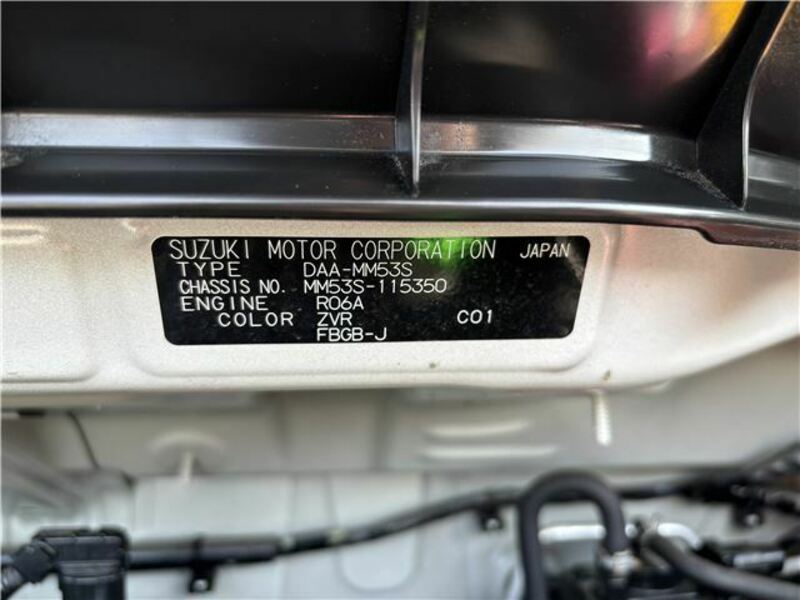 SUZUKI MOTOR CORPORATION JAPAN
TYPE DAA-MM53S
CHASSIS NO. MM53S-115350
ENGINE R06A
COLOR ZVR C01
FBGB-J